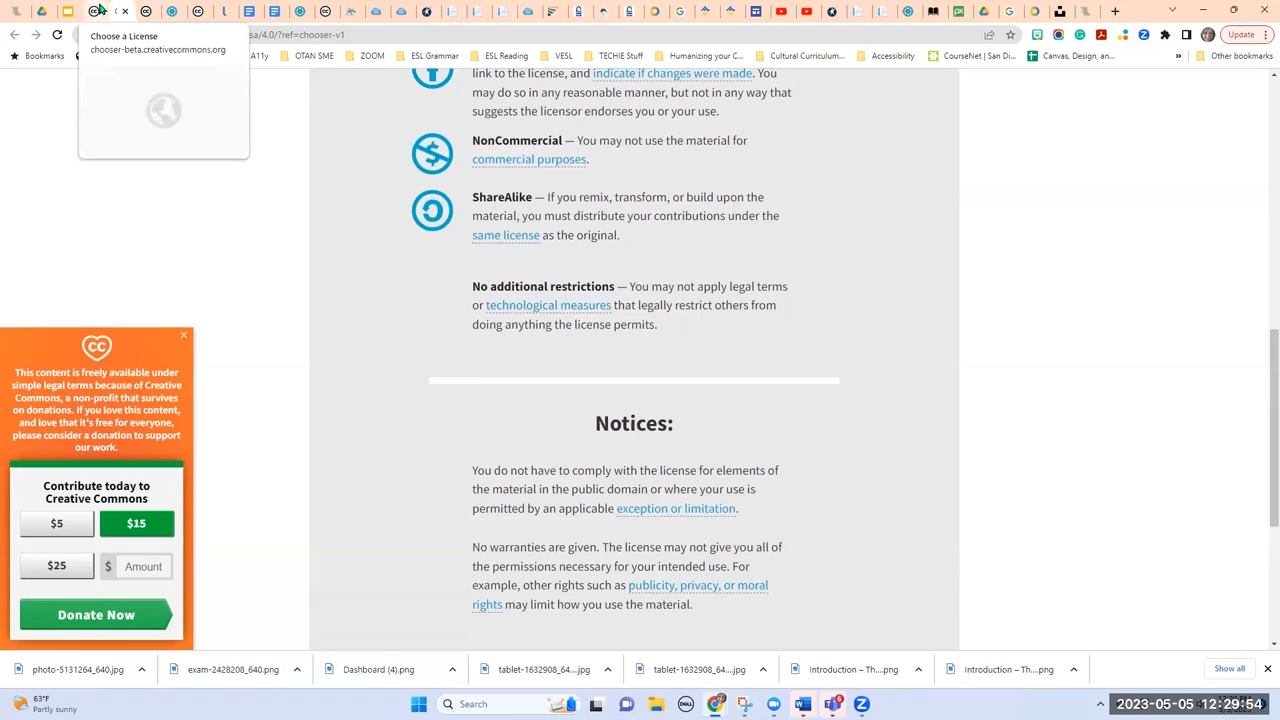 Choose a License
chooser-beta.creativecommons.org
sa/4.0/?ref=chooser-v1
Update
Bookmarks
A11y
OTAN SME
ZOOM
ESL Grammar
ESL Reading
VESL
TECHIE Stuff
Humanizing your C...
Cultural Curriculum...
Accessibility
CourseNet (San Di...
Canvas, Design, an...
Other bookmarks
link to the license, and indicate if changes were made. You
may do so in any reasonable manner, but not in any way that
suggests the licensor endorses you or your use.
NonCommercial — You may not use the material for
commercial purposes.
ShareAlike — If you remix, transform, or build upon the
material, you must distribute your contributions under the
same license as the original.
No additional restrictions — You may not apply legal terms
or technological measures that legally restrict others from
doing anything the license permits.
Notices:
You do not have to comply with the license for elements of
the material in the public domain or where your use is
permitted by an applicable exception or limitation.
No warranties are given. The license may not give you all of
the permissions necessary for your intended use. For
example, other rights such as publicity, privacy, or moral
rights may limit how you use the material.
CC
This content is freely available under
simple legal terms because of Creative
Commons, a non-profit that survives
on donations. If you love this content,
and love that it's free for everyone,
please consider a donation to support
our work.
Contribute today to
Creative Commons
$5
$15
$25
$ Amount
Donate Now
photo-5131264_640.jpg
exam-2428208_640.png
Dashboard (4).png
tablet-1632908_64....jpg
tablet-1632908_64....jpg
Introduction – Th....png
Introduction – Th....png
Show all
63°F
Partly sunny
Search
2023-05-05 12:29:54